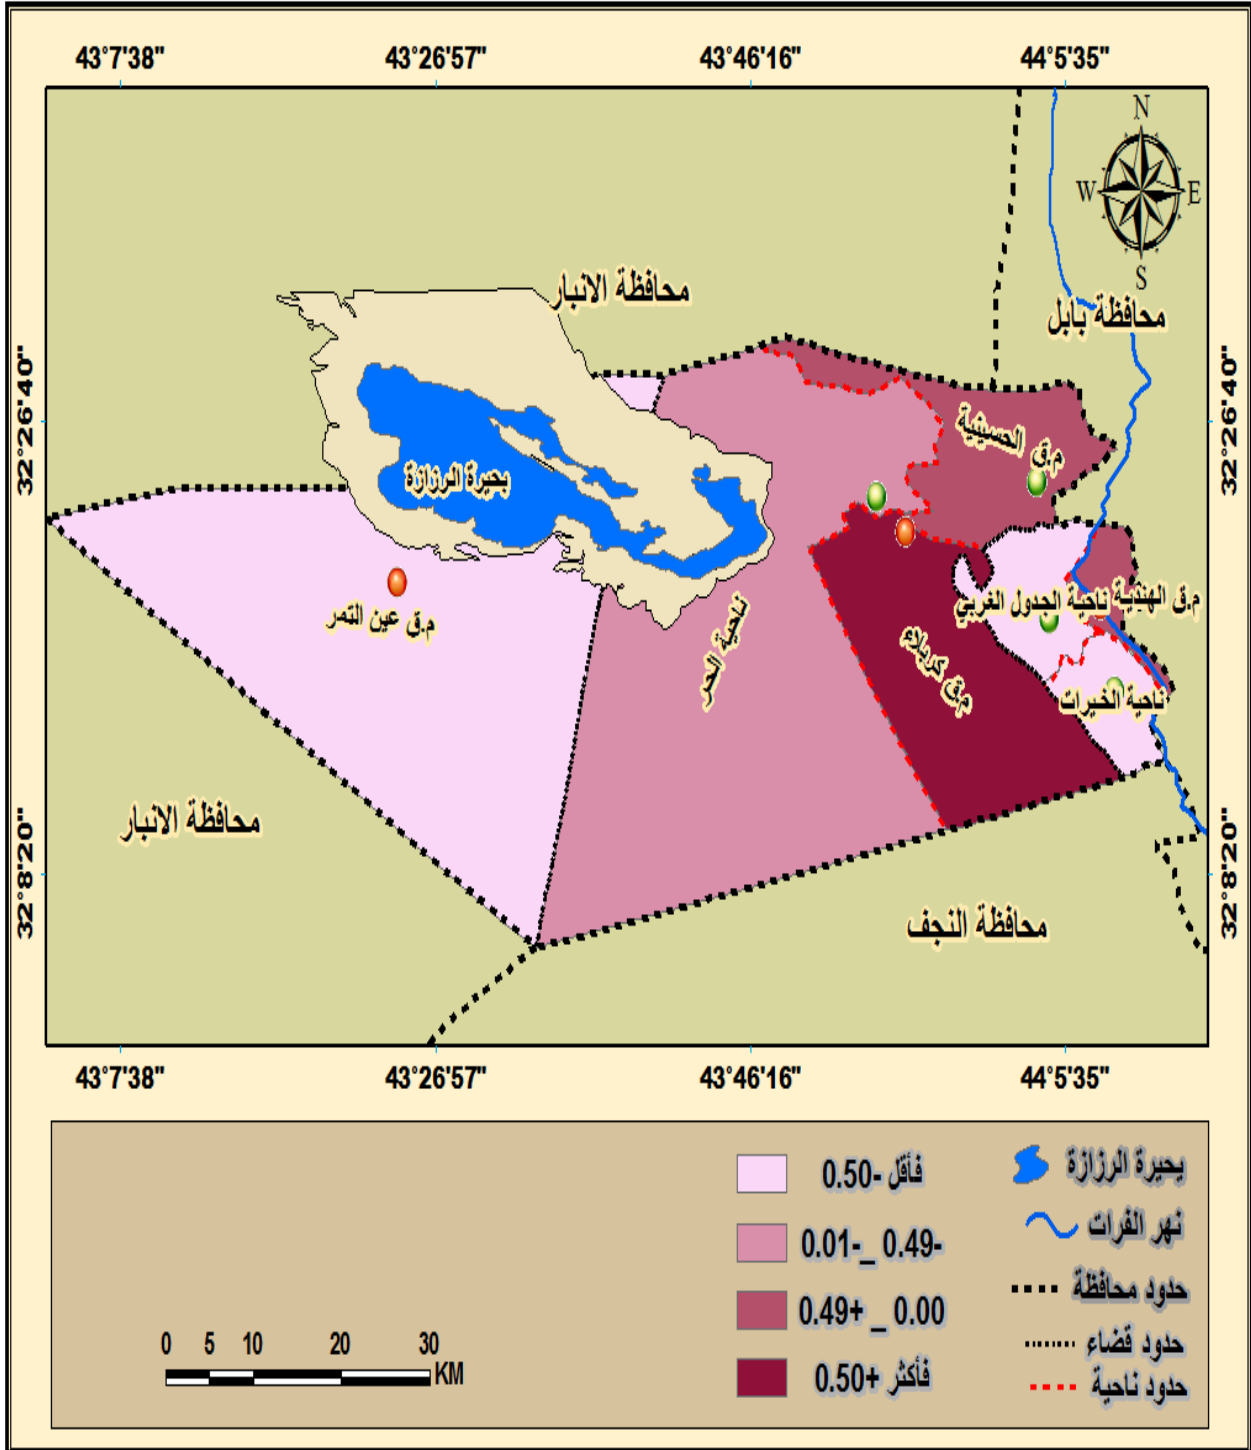 43°7'38"
43°26'57"
43°46'16"
44°5'35"
N
W
E
S
محافظة الانبار
محافظة بابل
32°26'40"
32°26'40"
م.ق الحسينية
بحيرة الرزازة
م.ق عين التمر
ناحية الحر
م.ق كربلاء
ناحية الجدول الغربي
م.ق الهندية
ناحية الخيرات
محافظة الانبار
محافظة النجف
32°8'20"
32°8'20"
43°7'38"
43°26'57"
43°46'16"
44°5'35"
بحيرة الرزازة
نهر الفرات
حدود محافظة
حدود قضاء
حدود ناحية
فأقل -0.50
0.01-_ 0.49-
0.49+ _ 0.00
فأكثر +0.50
0 5 10 20 30
KM